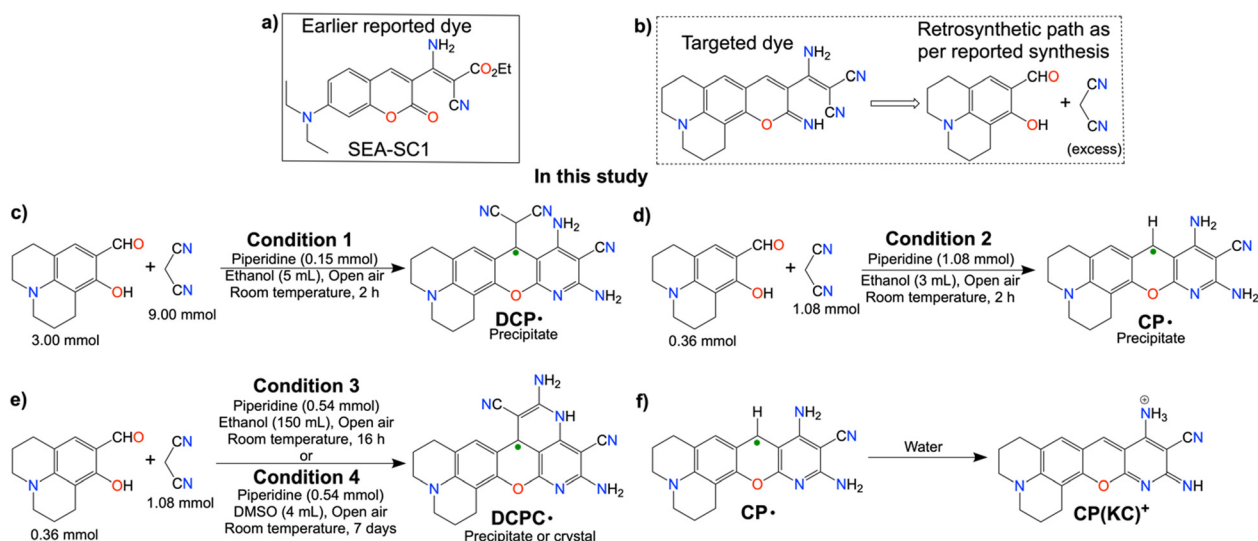 a)
Earlier reported dye
NH2
CO2Et
CN
N
O
O
SEA-SC1
b)
Targeted dye
Retrosynthetic path as
per reported synthesis
NH2
CN
CN
N
O
NH
CHO
OH
N
+
CN
CN
(excess)
In this study
c)
CHO
OH
N
3.00 mmol
+
CN
CN
9.00 mmol
Condition 1
Piperidine (0.15 mmol)
Ethanol (5 mL), Open air
Room temperature, 2 h
NC
CN
NH2
CN
N
O
N
NH2
DCP•
Precipitate
d)
CHO
OH
N
0.36 mmol
+
CN
CN
1.08 mmol
Condition 2
Piperidine (1.08 mmol)
Ethanol (3 mL), Open air
Room temperature, 2 h
H
NH2
CN
N
O
N
NH2
CP•
Precipitate
e)
CHO
OH
N
0.36 mmol
+
CN
CN
1.08 mmol
Condition 3
Piperidine (0.54 mmol)
Ethanol (150 mL), Open air
Room temperature, 16 h
or
Condition 4
Piperidine (0.54 mmol)
DMSO (4 mL), Open air
Room temperature, 7 days
NH2
NC
NH
CN
N
O
N
NH2
DCPC•
Precipitate or crystal
f)
H
NH2
CN
N
O
N
NH2
CP•
Water
⊕
NH3
CN
N
O
N
NH
CP(KC)+